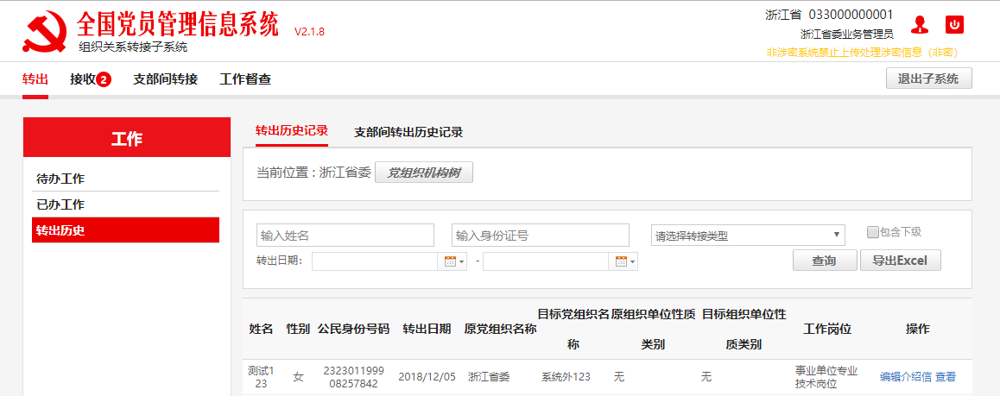 全国党员管理信息系统 V2.1.8
组织关系转接子系统
浙江省 033000000001
浙江省委业务管理员
非涉密系统禁止上传处理涉密信息（非密）
转出 接收 2 支部间转接 工作督查 退出子系统
工作
待办工作
已办工作
转出历史
转出历史记录 支部间转出历史记录
当前位置 : 浙江省委 党组织机构树
输入姓名 输入身份证号 请选择转接类型 包含下级
转出日期: - 查询 导出Excel
姓名 性别 公民身份号码 转出日期 原党组织名称 目标党组织名称 原组织单位性质类别 目标组织单位性质类别 工作岗位 操作
测试123 女 232301199908257842 2018/12/05 浙江省委 系统外123 无 无 事业单位专业技术岗位 编辑介绍信 查看